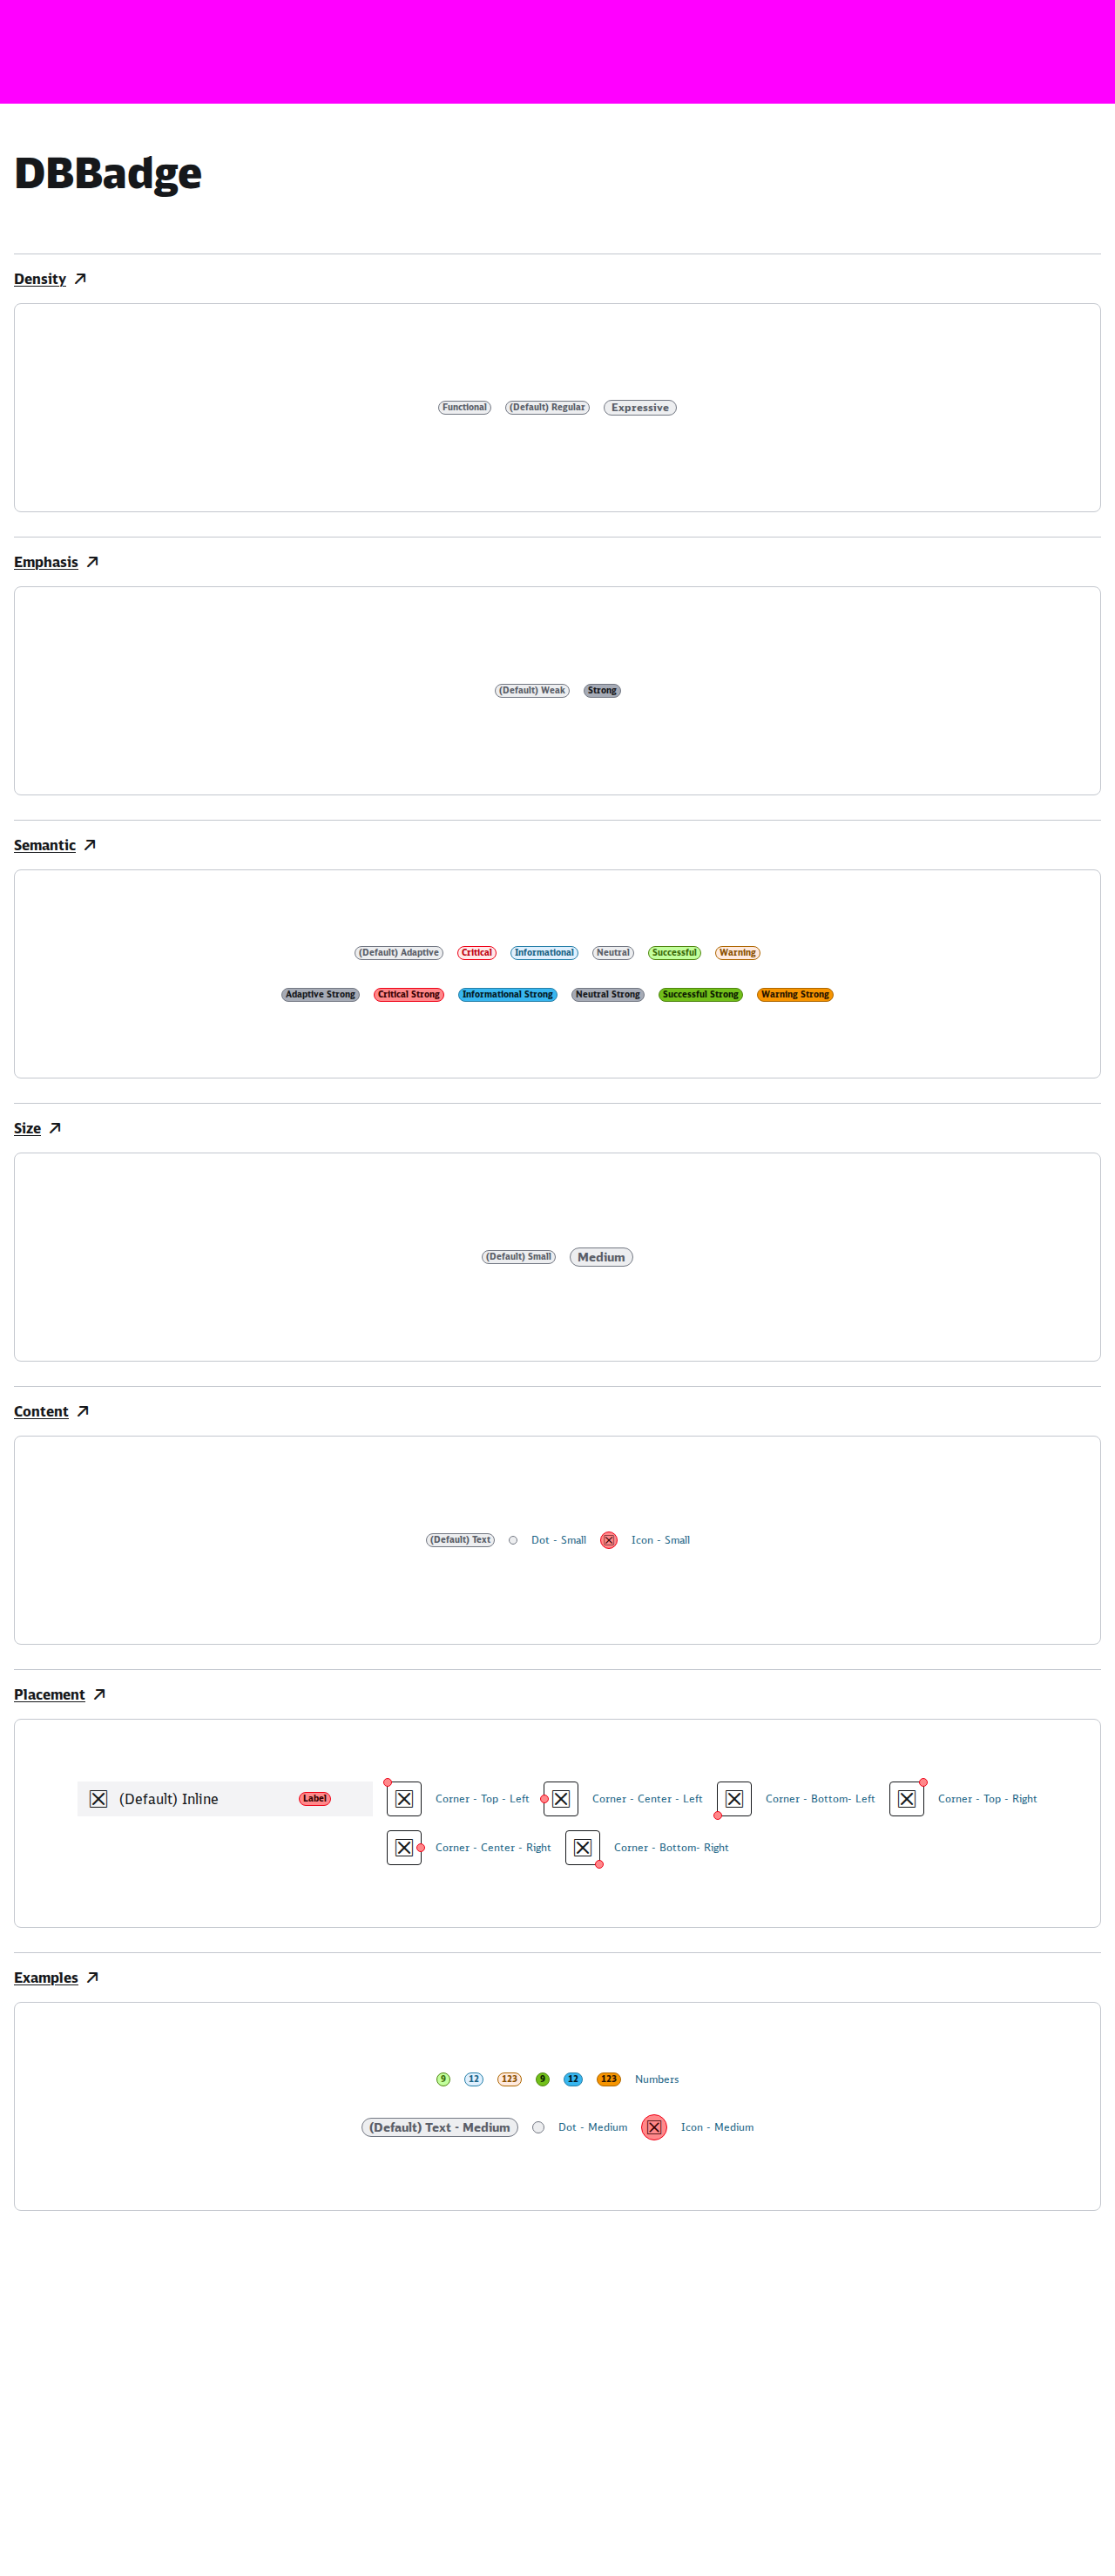 DBBadge
Density
Functional (Default) Regular Expressive
Emphasis
(Default) Weak Strong
Semantic
(Default) Adaptive Critical Informational Neutral Successful Warning
Adaptive Strong Critical Strong Informational Strong Neutral Strong Successful Strong Warning Strong
Size
(Default) Small Medium
Content
(Default) Text Dot - Small Icon - Small
Placement
(Default) Inline Label Corner - Top - Left Corner - Center - Left Corner - Bottom- Left Corner - Top - Right
Corner - Center - Right Corner - Bottom- Right
Examples
9 12 123 9 12 123 Numbers
(Default) Text - Medium Dot - Medium Icon - Medium